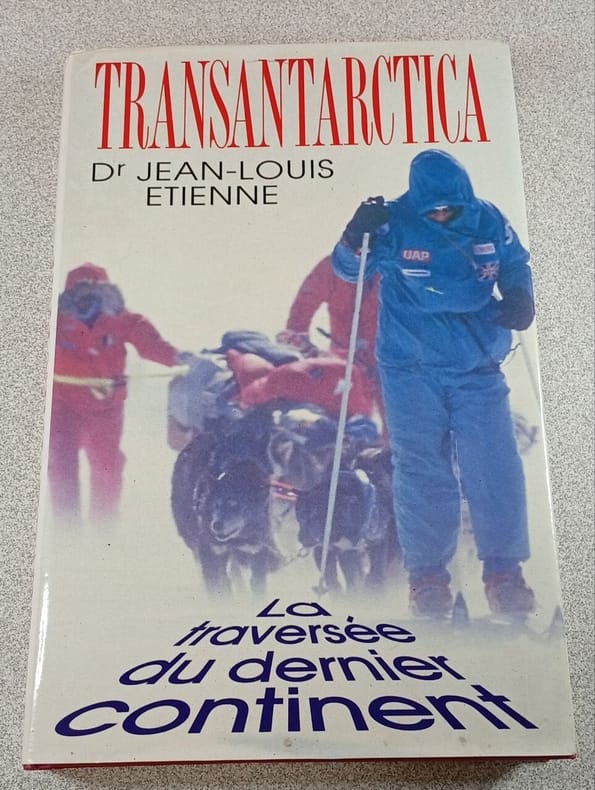 TRANSANTARCTICA
Dr JEAN-LOUIS
ETIENNE
UAP
La
traversée
du dernier
continent